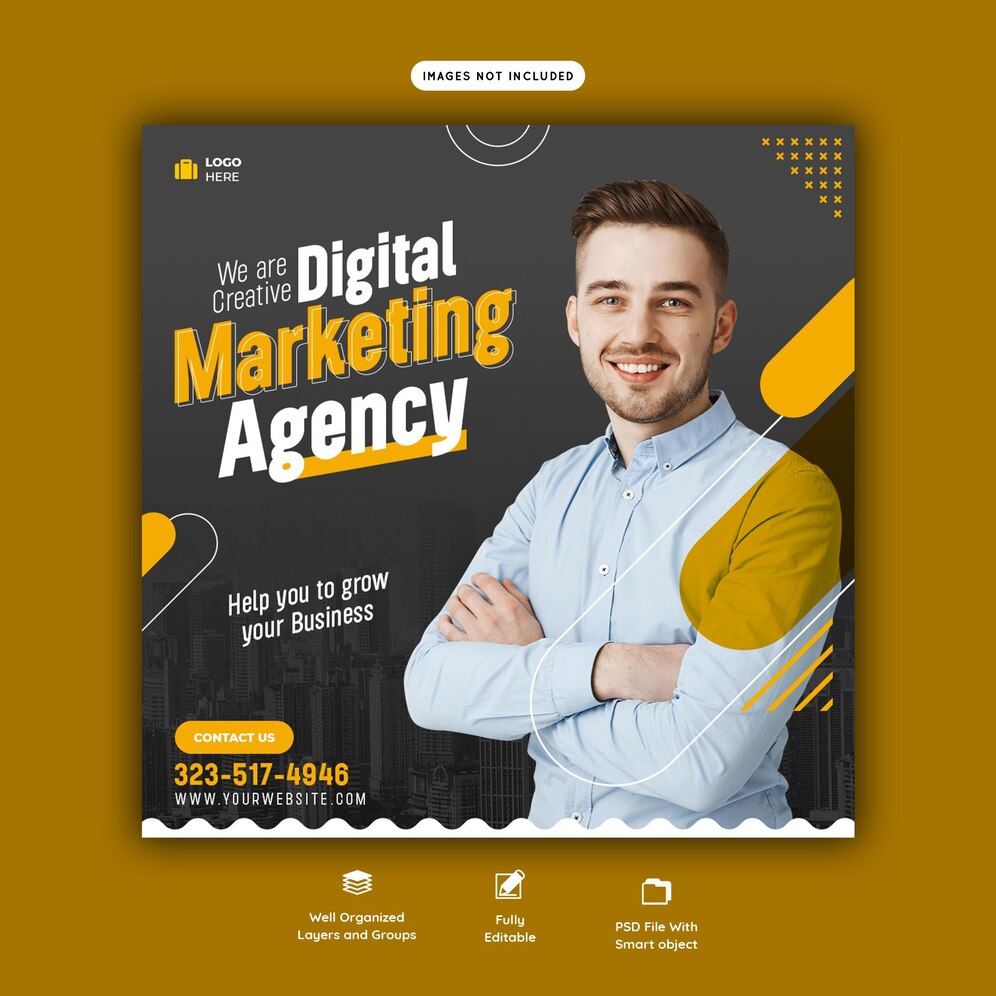 IMAGES NOT INCLUDED
LOGO
HERE
We are
Creative
Digital
Marketing
Agency
Help you to grow
your Business
CONTACT US
323-517-4946
WWW.YOURWEBSITE.COM
Well Organized
Layers and Groups
Fully
Editable
PSD File With
Smart object